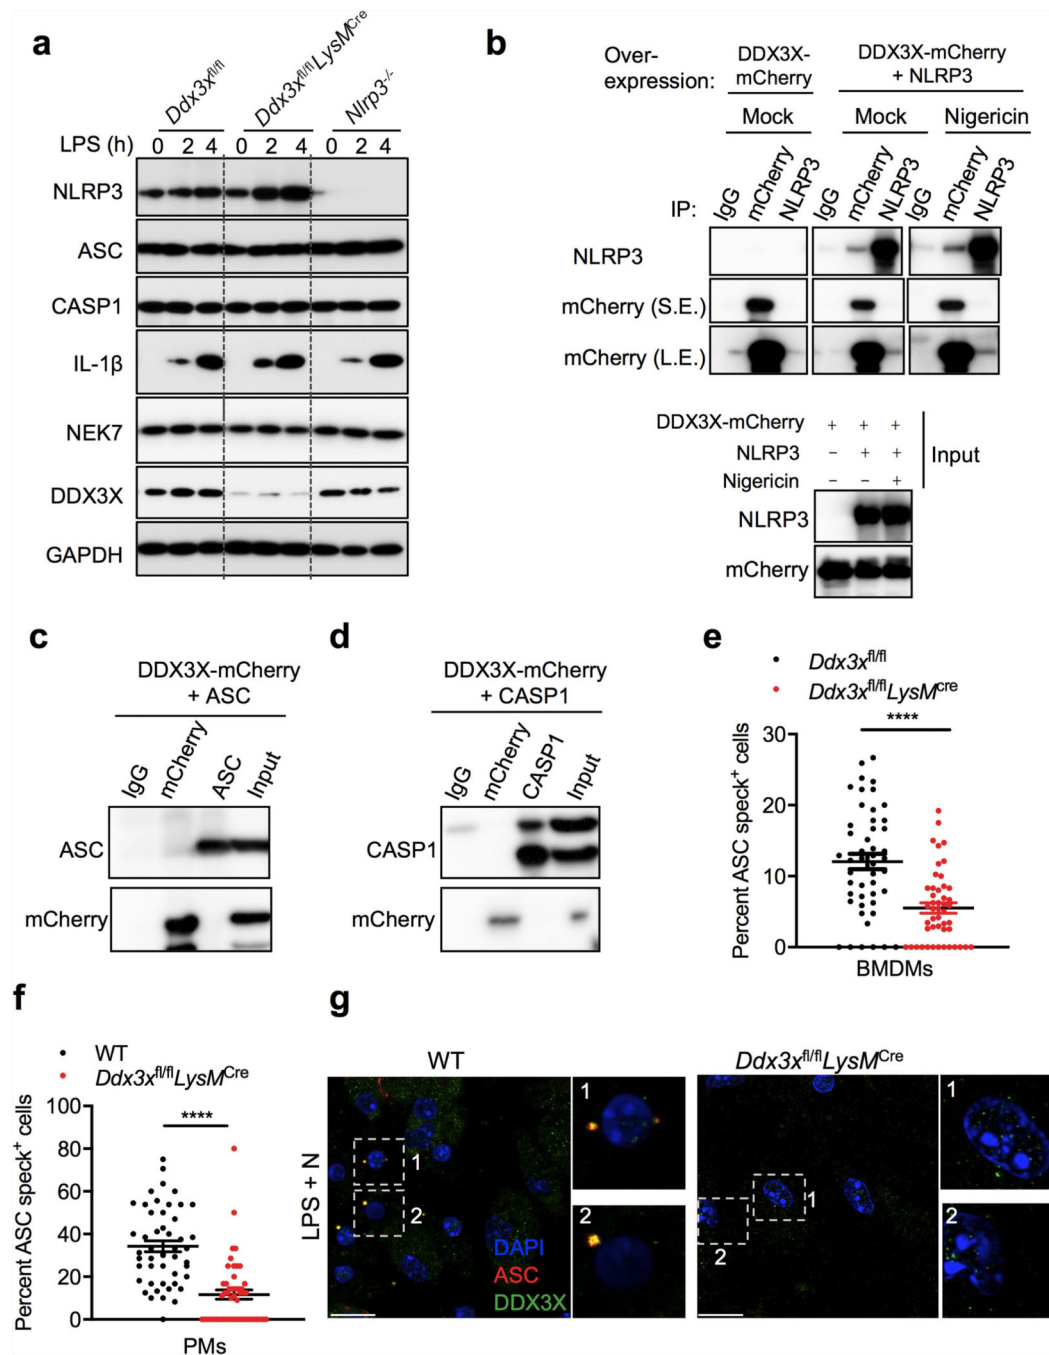 a
Ddx3x^fl/fl
Ddx3x^fl/fl LysM^Cre
Nlrp3^-/-
LPS (h) 0 2 4 0 2 4 0 2 4
NLRP3
ASC
CASP1
IL-1β
NEK7
DDX3X
GAPDH
b
Over-
expression:
DDX3X-
mCherry
DDX3X-mCherry
+ NLRP3
Mock Mock Nigericin
IP: IgG mCherry NLRP3 IgG mCherry NLRP3 IgG mCherry NLRP3
NLRP3
mCherry (S.E.)
mCherry (L.E.)
DDX3X-mCherry + + +
NLRP3 − + +
Nigericin − − +
Input
NLRP3
mCherry
c
DDX3X-mCherry
+ ASC
IgG mCherry ASC Input
ASC
mCherry
d
DDX3X-mCherry
+ CASP1
IgG mCherry CASP1 Input
CASP1
mCherry
e
Ddx3x^fl/fl
Ddx3x^fl/fl LysM^cre
****
30
20
10
0
Percent ASC speck+ cells
BMDMs
f
WT
Ddx3x^fl/fl LysM^Cre
****
100
80
60
40
20
0
Percent ASC speck+ cells
PMs
g
WT
Ddx3x^fl/fl LysM^Cre
LPS + N
1
2
DAPI
ASC
DDX3X
1
2
1
2
1
2